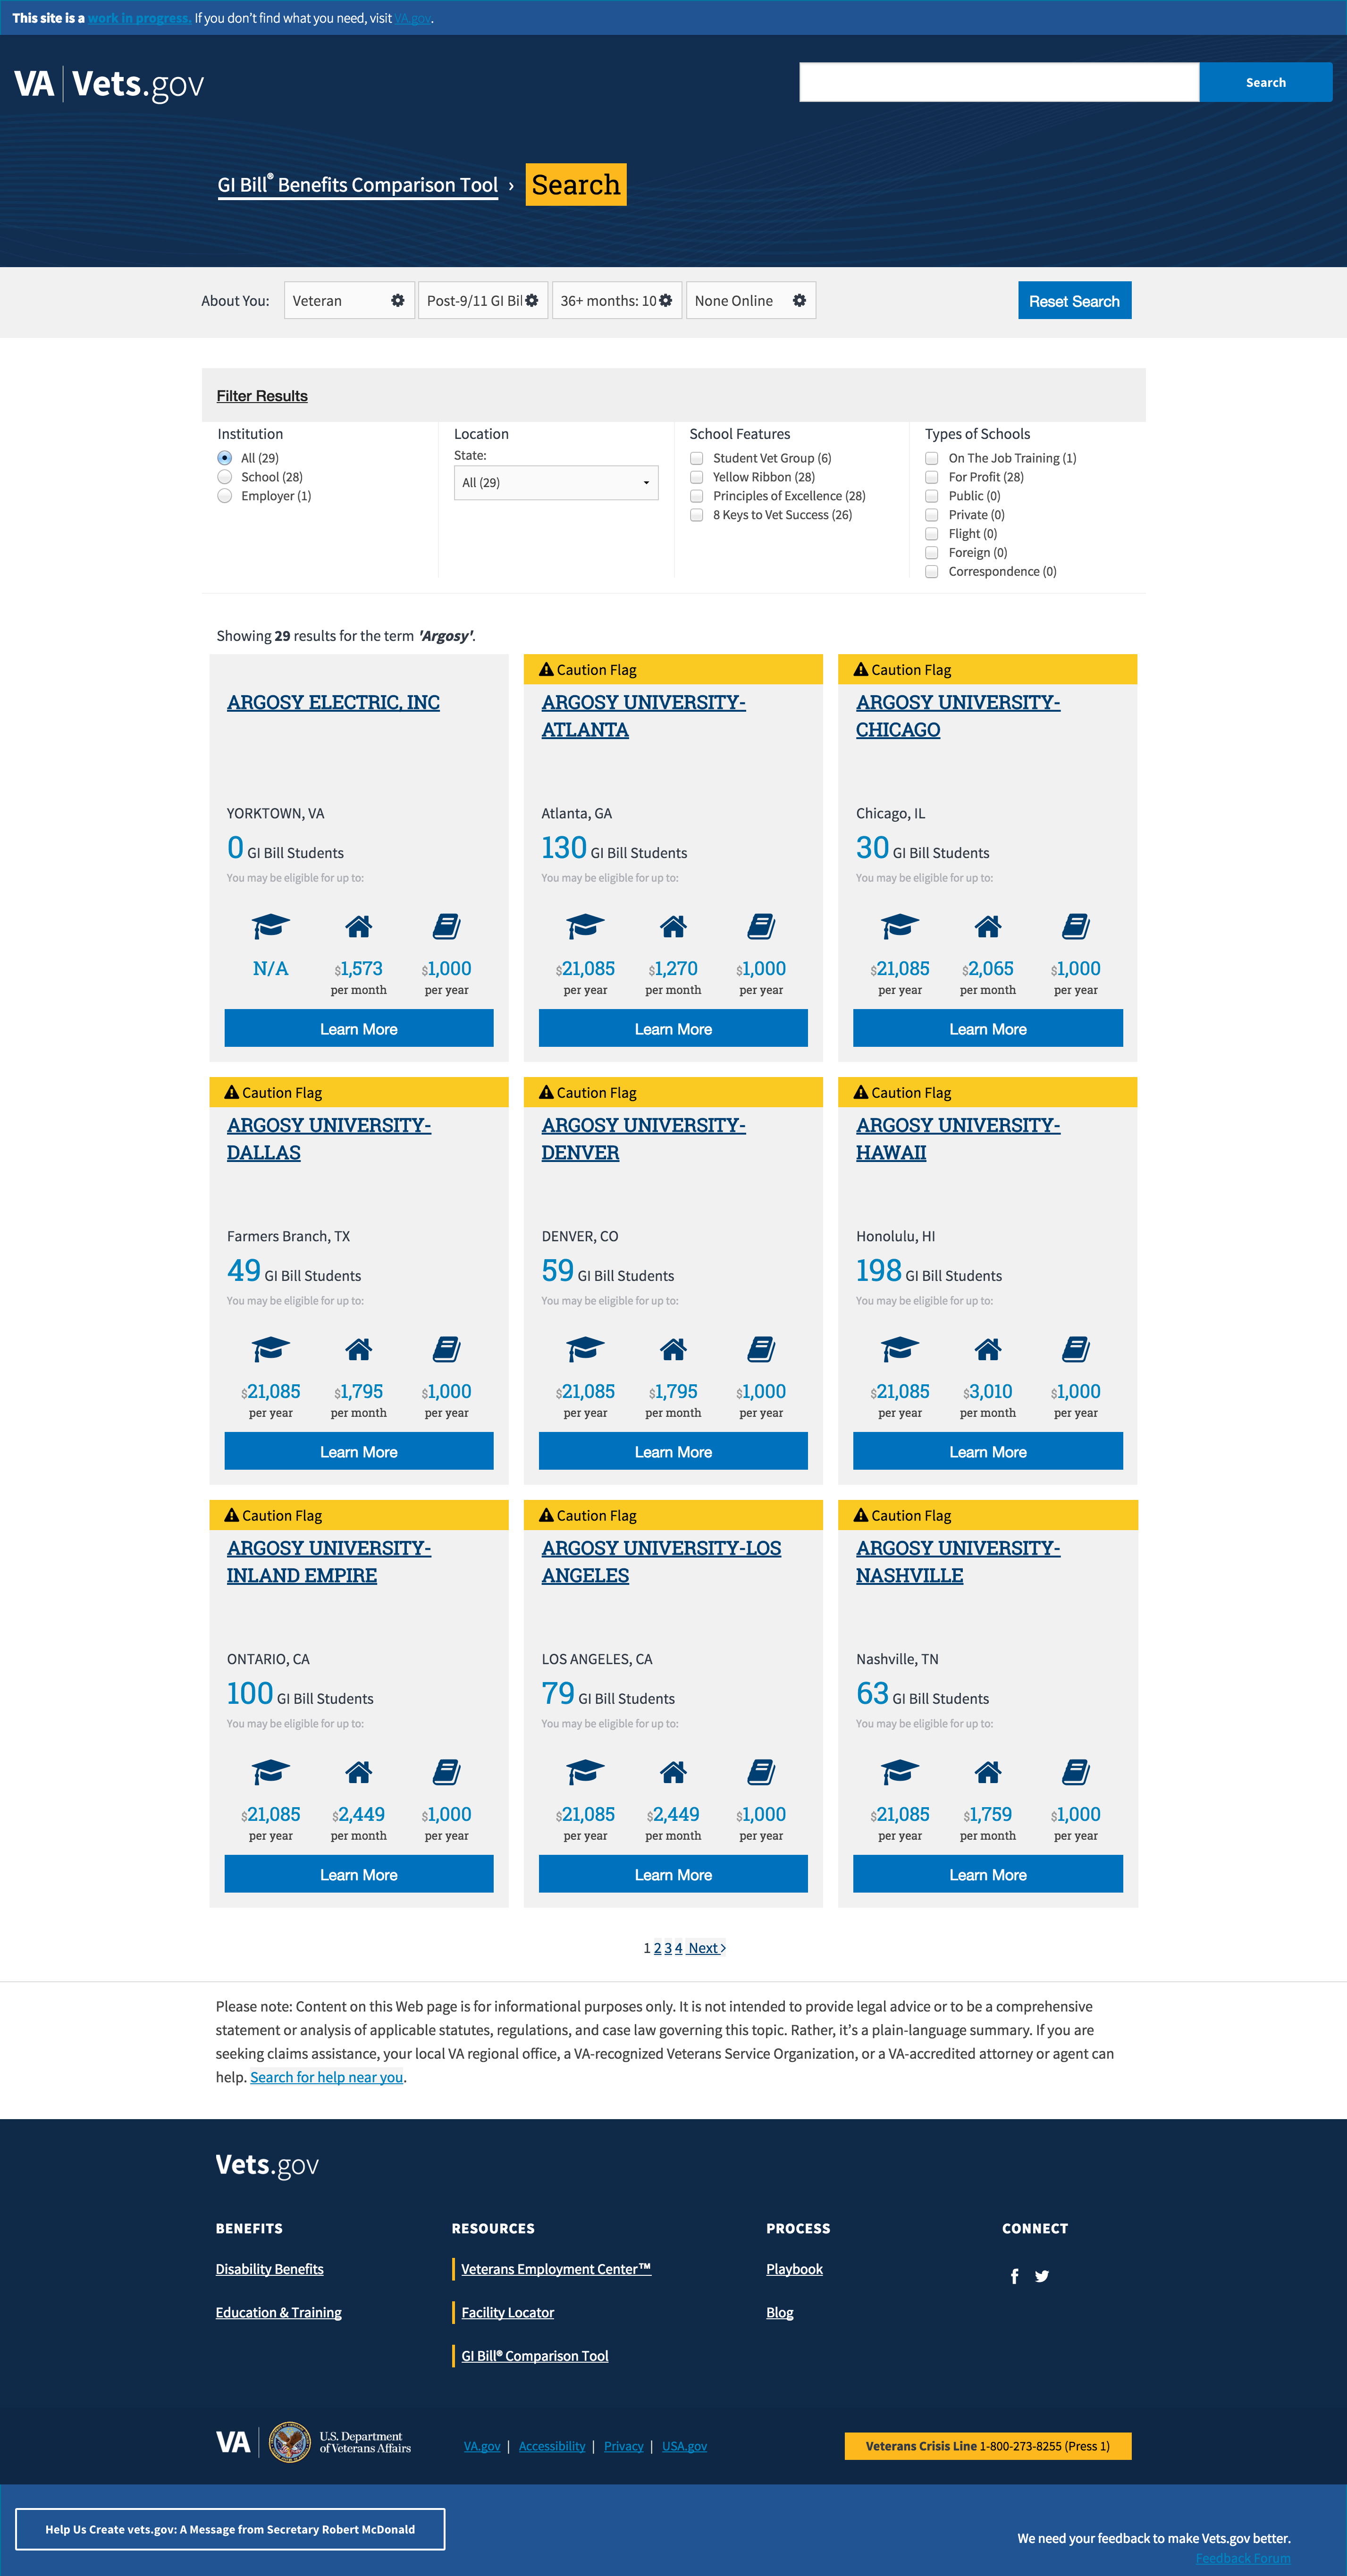 This site is a work in progress. If you don't find what you need, visit VA.gov.
VA | Vets.gov
Search
GI Bill® Benefits Comparison Tool › Search
About You: Veteran Post-9/11 GI Bil 36+ months: 10 None Online Reset Search
Filter Results
Institution
All (29)
School (28)
Employer (1)
Location
State:
All (29)
School Features
Student Vet Group (6)
Yellow Ribbon (28)
Principles of Excellence (28)
8 Keys to Vet Success (26)
Types of Schools
On The Job Training (1)
For Profit (28)
Public (0)
Private (0)
Flight (0)
Foreign (0)
Correspondence (0)
Showing 29 results for the term 'Argosy'.
ARGOSY ELECTRIC, INC
YORKTOWN, VA
0 GI Bill Students
You may be eligible for up to:
N/A $1,573 $1,000
per month per year
Learn More
Caution Flag
ARGOSY UNIVERSITY-
ATLANTA
Atlanta, GA
130 GI Bill Students
You may be eligible for up to:
$21,085 $1,270 $1,000
per year per month per year
Learn More
Caution Flag
ARGOSY UNIVERSITY-
CHICAGO
Chicago, IL
30 GI Bill Students
You may be eligible for up to:
$21,085 $2,065 $1,000
per year per month per year
Learn More
Caution Flag
ARGOSY UNIVERSITY-
DALLAS
Farmers Branch, TX
49 GI Bill Students
You may be eligible for up to:
$21,085 $1,795 $1,000
per year per month per year
Learn More
Caution Flag
ARGOSY UNIVERSITY-
DENVER
DENVER, CO
59 GI Bill Students
You may be eligible for up to:
$21,085 $1,795 $1,000
per year per month per year
Learn More
Caution Flag
ARGOSY UNIVERSITY-
HAWAII
Honolulu, HI
198 GI Bill Students
You may be eligible for up to:
$21,085 $3,010 $1,000
per year per month per year
Learn More
Caution Flag
ARGOSY UNIVERSITY-
INLAND EMPIRE
ONTARIO, CA
100 GI Bill Students
You may be eligible for up to:
$21,085 $2,449 $1,000
per year per month per year
Learn More
Caution Flag
ARGOSY UNIVERSITY-LOS
ANGELES
LOS ANGELES, CA
79 GI Bill Students
You may be eligible for up to:
$21,085 $2,449 $1,000
per year per month per year
Learn More
Caution Flag
ARGOSY UNIVERSITY-
NASHVILLE
Nashville, TN
63 GI Bill Students
You may be eligible for up to:
$21,085 $1,759 $1,000
per year per month per year
Learn More
1 2 3 4 Next ›
Please note: Content on this Web page is for informational purposes only. It is not intended to provide legal advice or to be a comprehensive
statement or analysis of applicable statutes, regulations, and case law governing this topic. Rather, it's a plain-language summary. If you are
seeking claims assistance, your local VA regional office, a VA-recognized Veterans Service Organization, or a VA-accredited attorney or agent can
help. Search for help near you.
Vets.gov
BENEFITS
Disability Benefits
Education & Training
RESOURCES
Veterans Employment Center™
Facility Locator
GI Bill® Comparison Tool
PROCESS
Playbook
Blog
CONNECT
VA
U.S. Department
of Veterans Affairs
VA.gov | Accessibility | Privacy | USA.gov
Veterans Crisis Line 1-800-273-8255 (Press 1)
Help Us Create vets.gov: A Message from Secretary Robert McDonald
We need your feedback to make Vets.gov better.
Feedback Forum